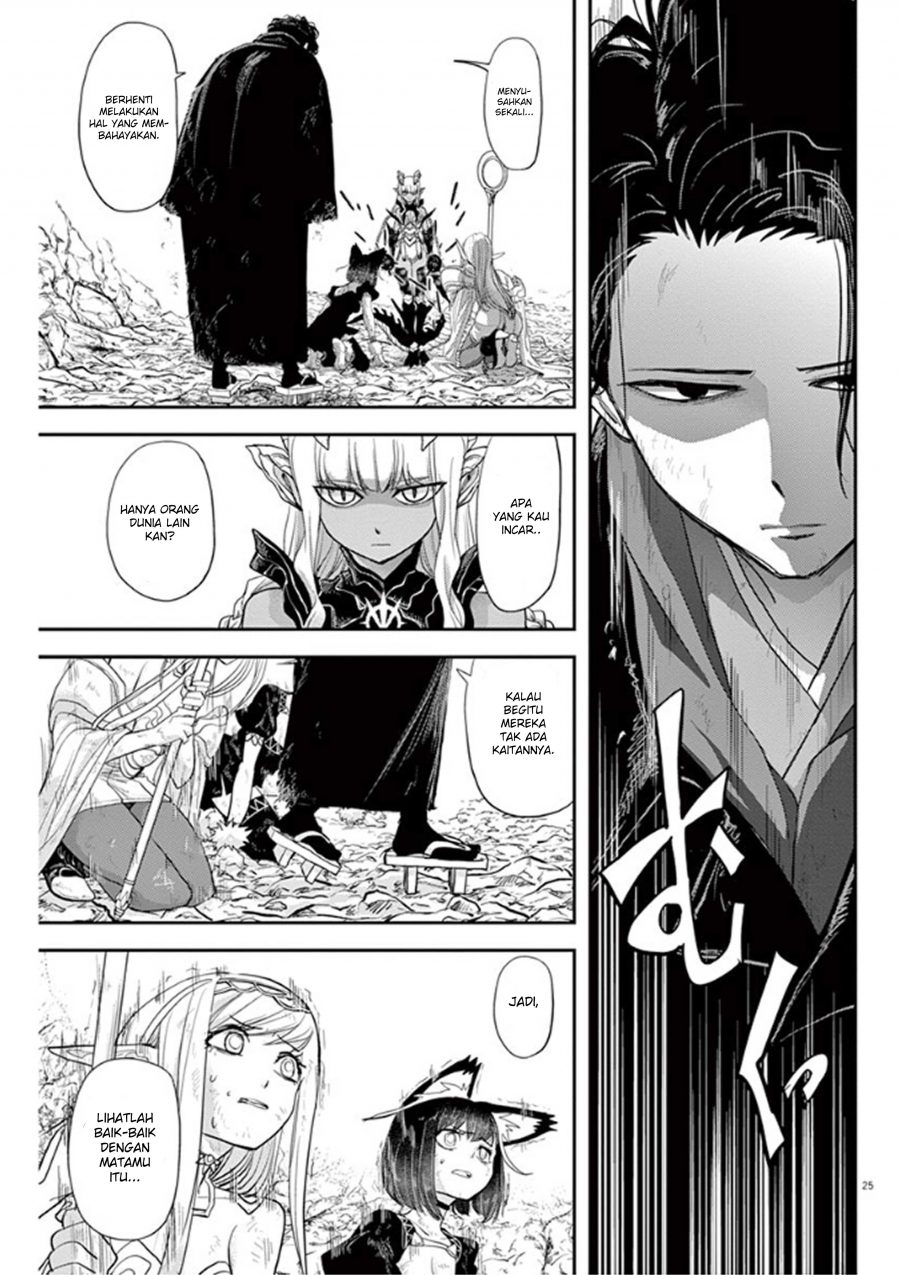 むくっ
MENYU-
SAHKAN
SEKALI...
BERHENTI
MELAKUKAN
HAL YANG MEM-
BAHAYAKAN.
APA
YANG KAU
INCAR..
HANYA ORANG
DUNIA LAIN
KAN?
KALAU
BEGITU
MEREKA
TAK ADA
KAITANNYA.
JADI,
LIHATLAH
BAIK-BAIK
DENGAN
MATAMU
ITU...
25